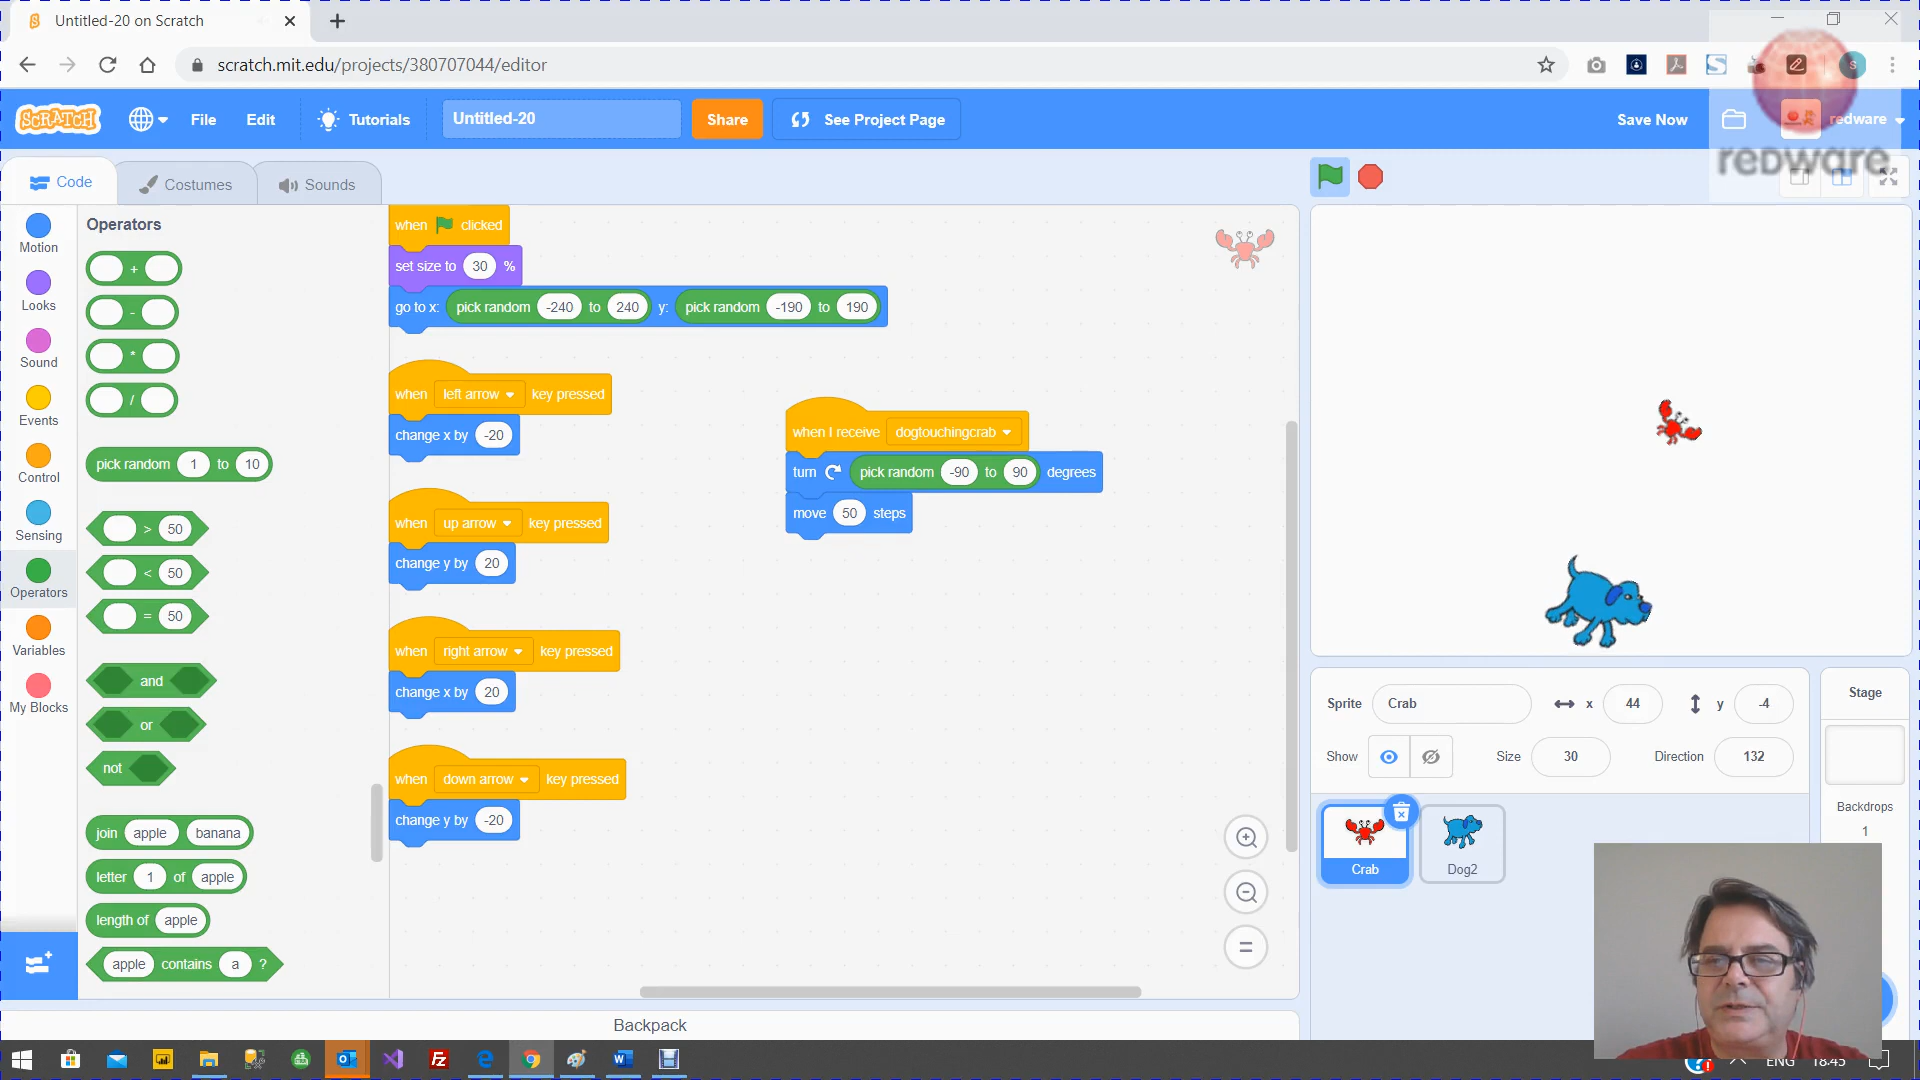 Untitled-20 on Scratch
scratch.mit.edu/projects/380707044/editor
SCRATCH
File
Edit
Tutorials
Untitled-20
Share
See Project Page
Save Now
redware
redware
Code
Costumes
Sounds
Motion
Looks
Sound
Events
Control
Sensing
Operators
Variables
My Blocks
Operators
+
-
*
/
pick random 1 to 10
> 50
< 50
= 50
and
or
not
join apple banana
letter 1 of apple
length of apple
apple contains a ?
when clicked
set size to 30 %
go to x: pick random -240 to 240 y: pick random -190 to 190
when left arrow key pressed
change x by -20
when up arrow key pressed
change y by 20
when right arrow key pressed
change x by 20
when down arrow key pressed
change y by -20
when I receive dogtouchingcrab
turn pick random -90 to 90 degrees
move 50 steps
Sprite Crab x 44 y -4
Show Size 30 Direction 132
Crab
Dog2
Stage
Backdrops
1
Backpack
ENG 18:45